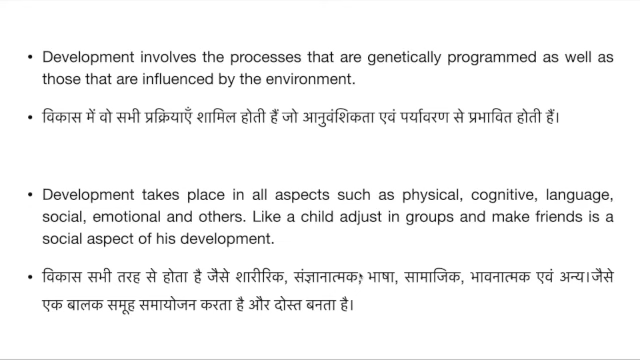 • Development involves the processes that are genetically programmed as well as
those that are influenced by the environment.
• विकास में वो सभी प्रक्रियाएँ शामिल होती हैं जो आनुवंशिकता एवं पर्यावरण से प्रभावित होती हैं।
• Development takes place in all aspects such as physical, cognitive, language,
social, emotional and others. Like a child adjust in groups and make friends is a
social aspect of his development.
• विकास सभी तरह से होता है जैसे शारीरिक, संज्ञानात्मक, भाषा, सामाजिक, भावनात्मक एवं अन्य।जैसे
एक बालक समूह समायोजन करता है और दोस्त बनता है।